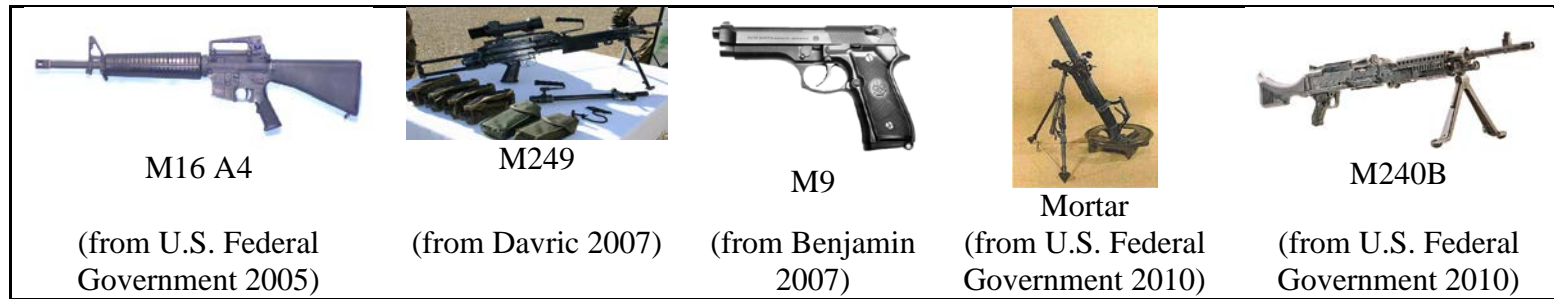 M16 A4
(from U.S. Federal
Government 2005)
M249
(from Davric 2007)
M9
(from Benjamin
2007)
Mortar
(from U.S. Federal
Government 2010)
M240B
(from U.S. Federal
Government 2010)